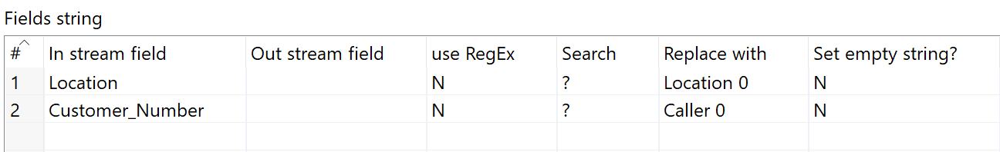 Fields string
# In stream field Out stream field use RegEx Search Replace with Set empty string?
1 Location N ? Location 0 N
2 Customer_Number N ? Caller 0 N